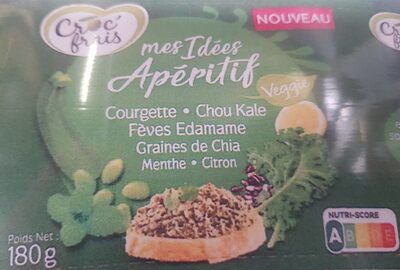 Croc'
frais
NOUVEAU
mes Idées
Apéritif
Veggie
Courgette • Chou Kale
Fèves Edamame
Graines de Chia
Menthe • Citron
Poids Net :
180g
NUTRI-SCORE
A B C D E